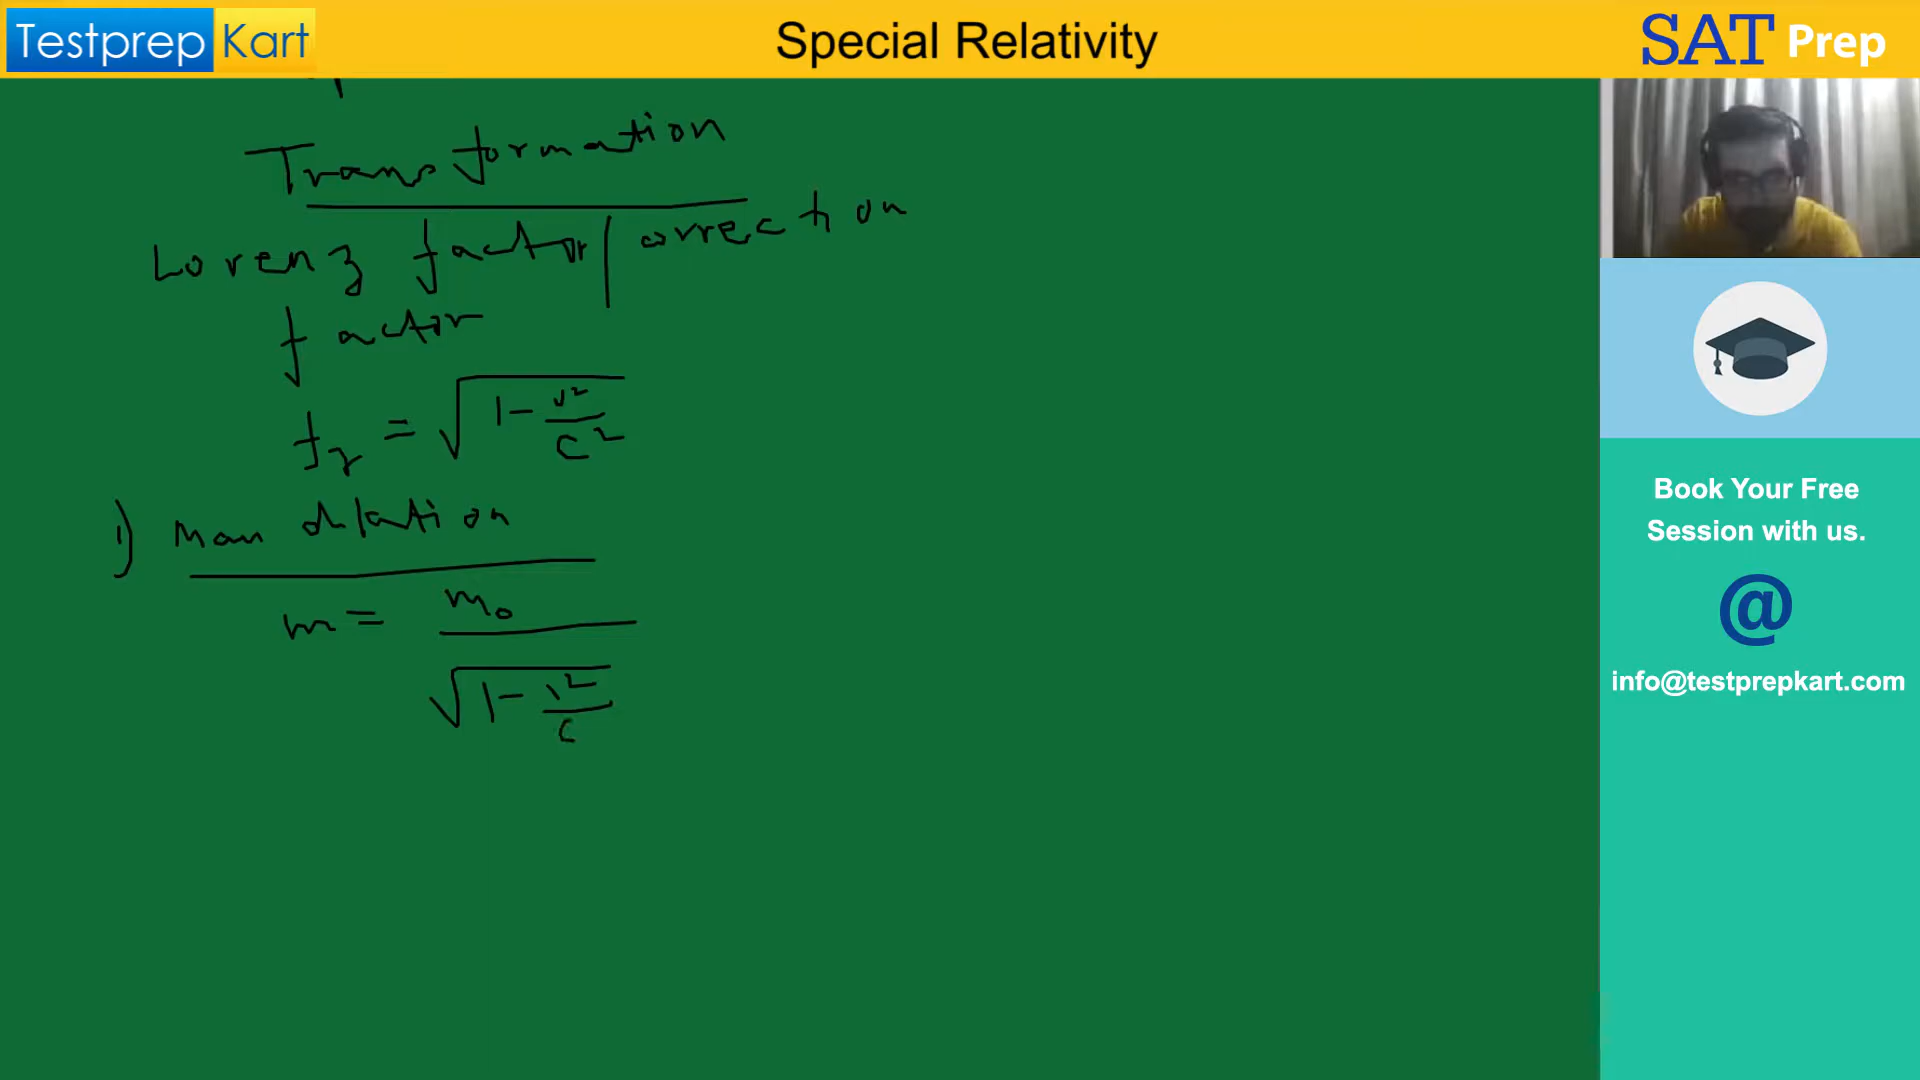 Testprep Kart
Special Relativity
SAT Prep
Transformation
Lorenz factor/correction
factor
fr = √(1 - v²/c²)
1) Mass dilation
m = m₀
√(1 - v²/c
Book Your Free
Session with us.
@
info@testprepkart.com